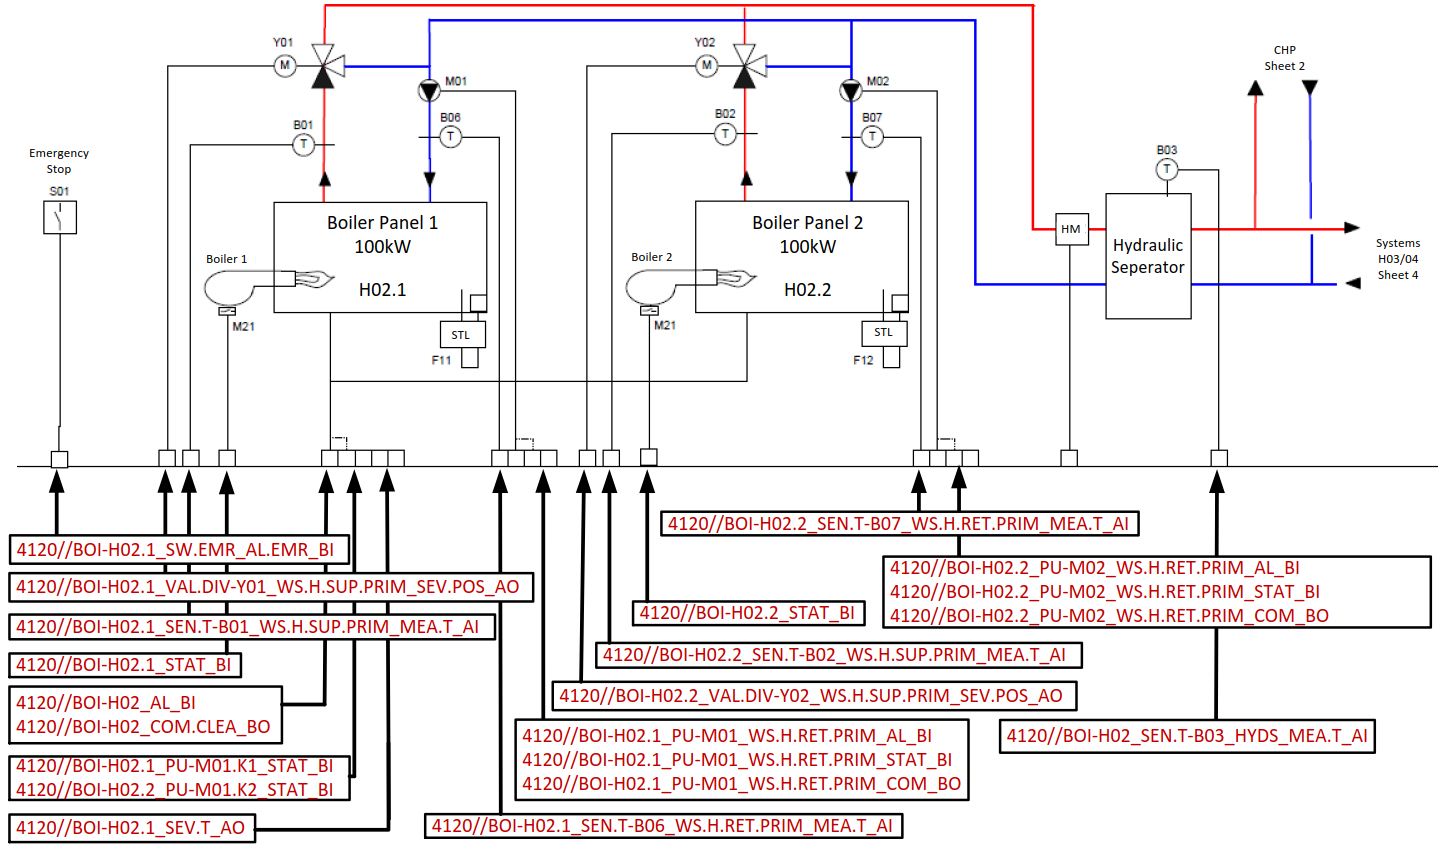 Y01
M
M01
B01
T
B06
T
Y02
M
M02
B02
T
B07
T
CHP
Sheet 2
Emergency
Stop
S01
B03
T
Boiler Panel 1
100kW
H02.1
Boiler 1
M21
STL
F11
Boiler Panel 2
100kW
H02.2
Boiler 2
M21
STL
F12
HM
Hydraulic
Seperator
Systems
H03/04
Sheet 4
4120//BOI-H02.1_SW.EMR_AL.EMR_BI
4120//BOI-H02.1_VAL.DIV-Y01_WS.H.SUP.PRIM_SEV.POS_AO
4120//BOI-H02.1_SEN.T-B01_WS.H.SUP.PRIM_MEA.T_AI
4120//BOI-H02.1_STAT_BI
4120//BOI-H02_AL_BI
4120//BOI-H02_COM.CLEA_BO
4120//BOI-H02.1_PU-M01.K1_STAT_BI
4120//BOI-H02.2_PU-M01.K2_STAT_BI
4120//BOI-H02.1_SEV.T_AO
4120//BOI-H02.1_SEN.T-B06_WS.H.RET.PRIM_MEA.T_AI
4120//BOI-H02.1_PU-M01_WS.H.RET.PRIM_AL_BI
4120//BOI-H02.1_PU-M01_WS.H.RET.PRIM_STAT_BI
4120//BOI-H02.1_PU-M01_WS.H.RET.PRIM_COM_BO
4120//BOI-H02.2_VAL.DIV-Y02_WS.H.SUP.PRIM_SEV.POS_AO
4120//BOI-H02.2_SEN.T-B02_WS.H.SUP.PRIM_MEA.T_AI
4120//BOI-H02.2_STAT_BI
4120//BOI-H02.2_SEN.T-B07_WS.H.RET.PRIM_MEA.T_AI
4120//BOI-H02.2_PU-M02_WS.H.RET.PRIM_AL_BI
4120//BOI-H02.2_PU-M02_WS.H.RET.PRIM_STAT_BI
4120//BOI-H02.2_PU-M02_WS.H.RET.PRIM_COM_BO
4120//BOI-H02_SEN.T-B03_HYDS_MEA.T_AI